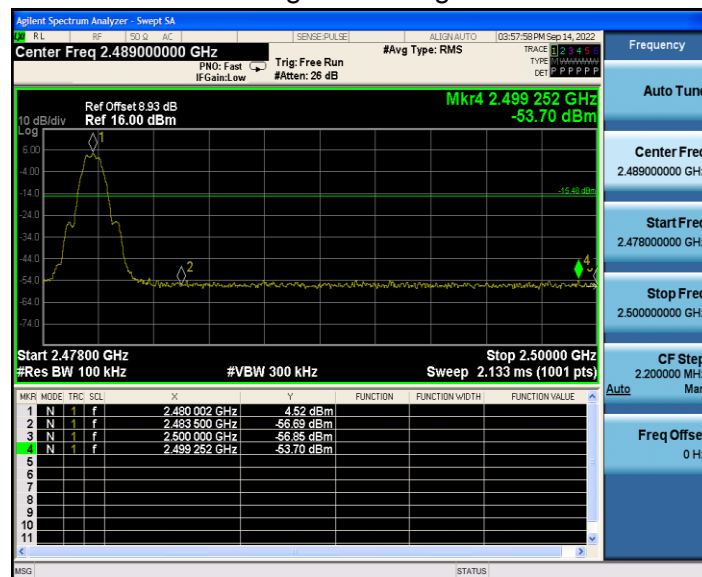 Agilent Spectrum Analyzer - Swept SA
RL RF 50 Ω AC SENSE:PULSE ALIGNAUTO 03:57:58 PM Sep 14, 2022
Center Freq 2.489000000 GHz
PNO: Fast
IFGain:Low
Trig: Free Run
#Atten: 26 dB
#Avg Type: RMS
TRACE 1 2 3 4 5 6
TYPE M
DET P P P P P P
Ref Offset 8.93 dB
10 dB/div Ref 16.00 dBm
Log
Mkr4 2.499 252 GHz
-53.70 dBm
1
6.00
-4.00
-14.0
-15.48 dBm
-24.0
-34.0
-44.0
2
4
-54.0
-64.0
-74.0
Start 2.47800 GHz Stop 2.50000 GHz
#Res BW 100 kHz #VBW 300 kHz Sweep 2.133 ms (1001 pts)
MKR MODE TRC SCL X Y FUNCTION FUNCTION WIDTH FUNCTION VALUE
1 N 1 f 2.480 002 GHz 4.52 dBm
2 N 1 f 2.483 500 GHz -56.69 dBm
3 N 1 f 2.500 000 GHz -56.85 dBm
4 N 1 f 2.499 252 GHz -53.70 dBm
5
6
7
8
9
10
11
MSG STATUS
Frequency
Auto Tune
Center Freq
2.489000000 GHz
Start Freq
2.478000000 GHz
Stop Freq
2.500000000 GHz
CF Step
2.200000 MHz
Auto Man
Freq Offset
0 Hz